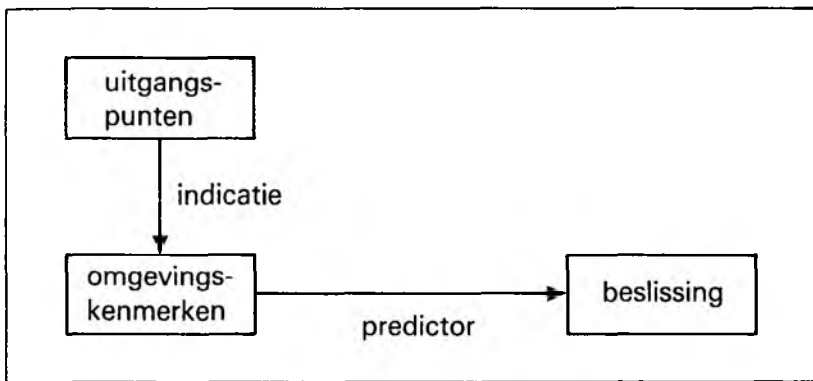 uitgangs-
punten
indicatie
omgevings-
kenmerken
predictor
beslissing